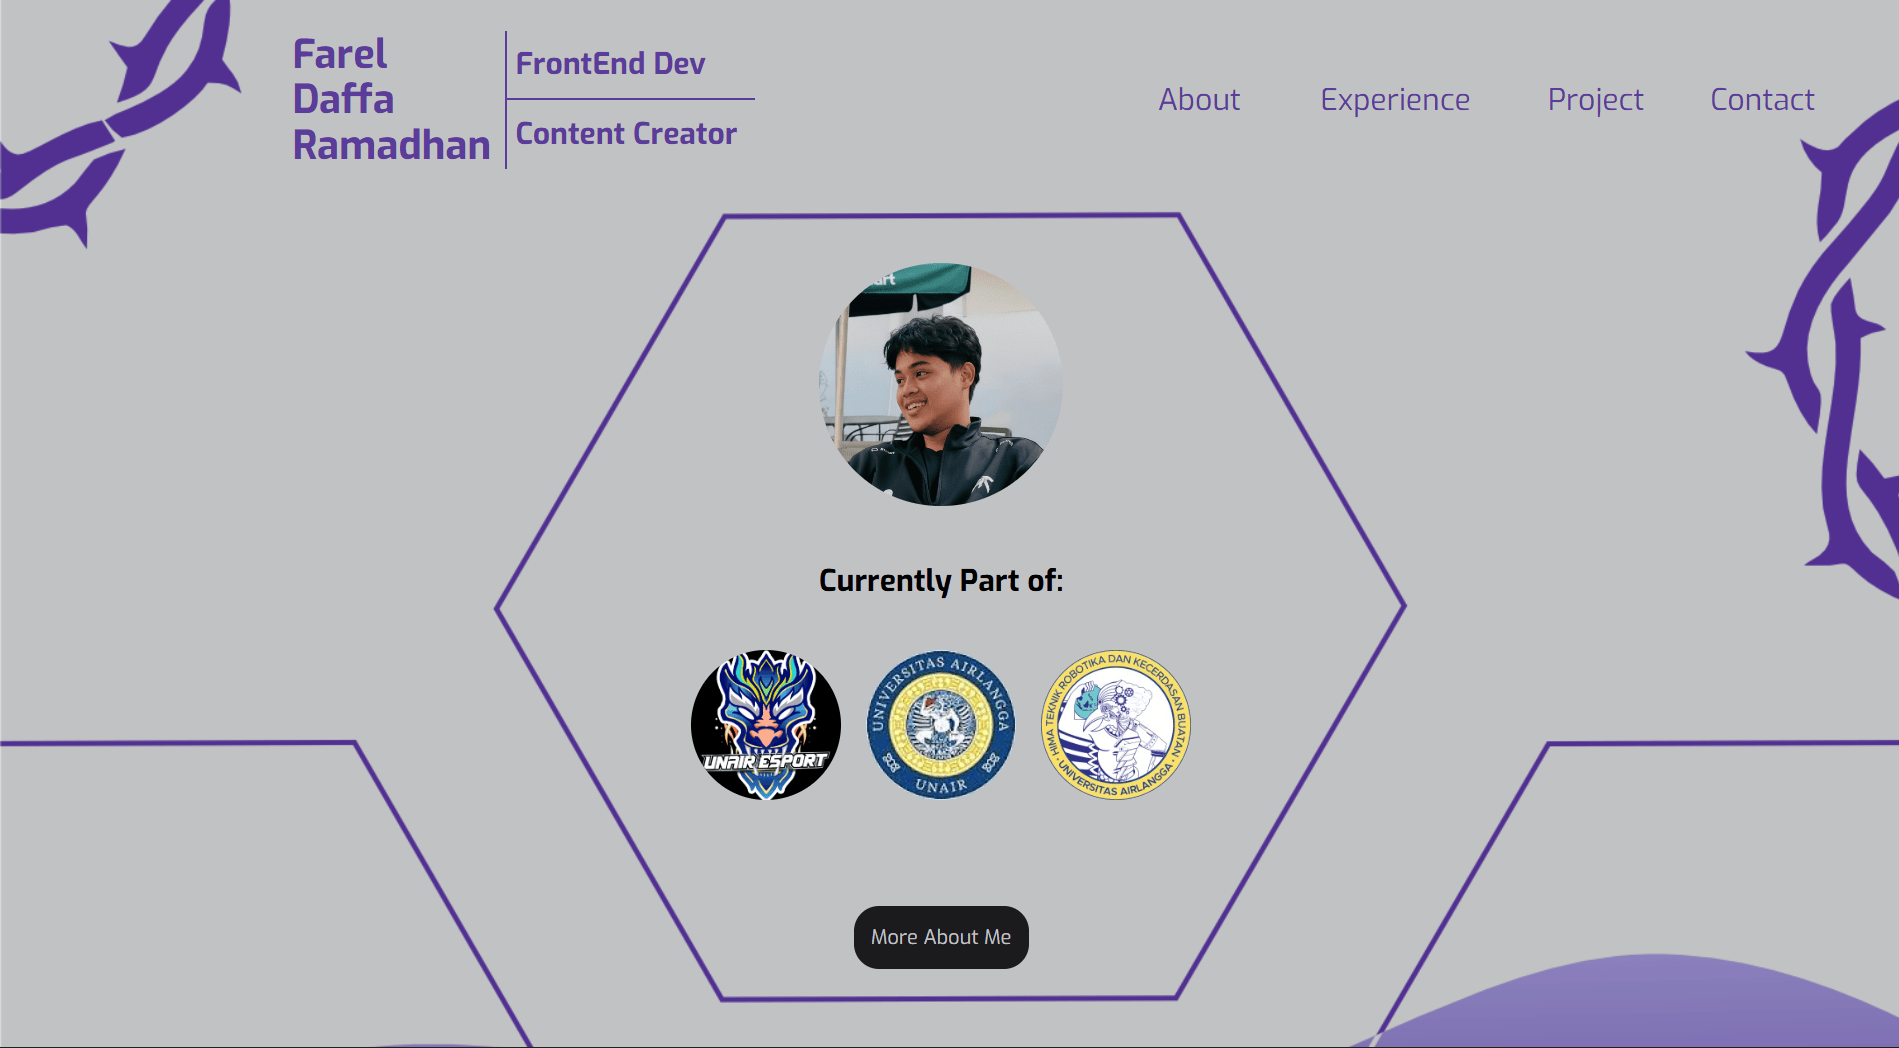 Farel
Daffa
Ramadhan
FrontEnd Dev
Content Creator
About
Experience
Project
Contact
Currently Part of:
UNAIR ESPORT
UNIVERSITAS AIRLANGGA
UNAIR
HIMA TEKNIK ROBOTIKA DAN KECERDASAN BUATAN
UNIVERSITAS AIRLANGGA
More About Me